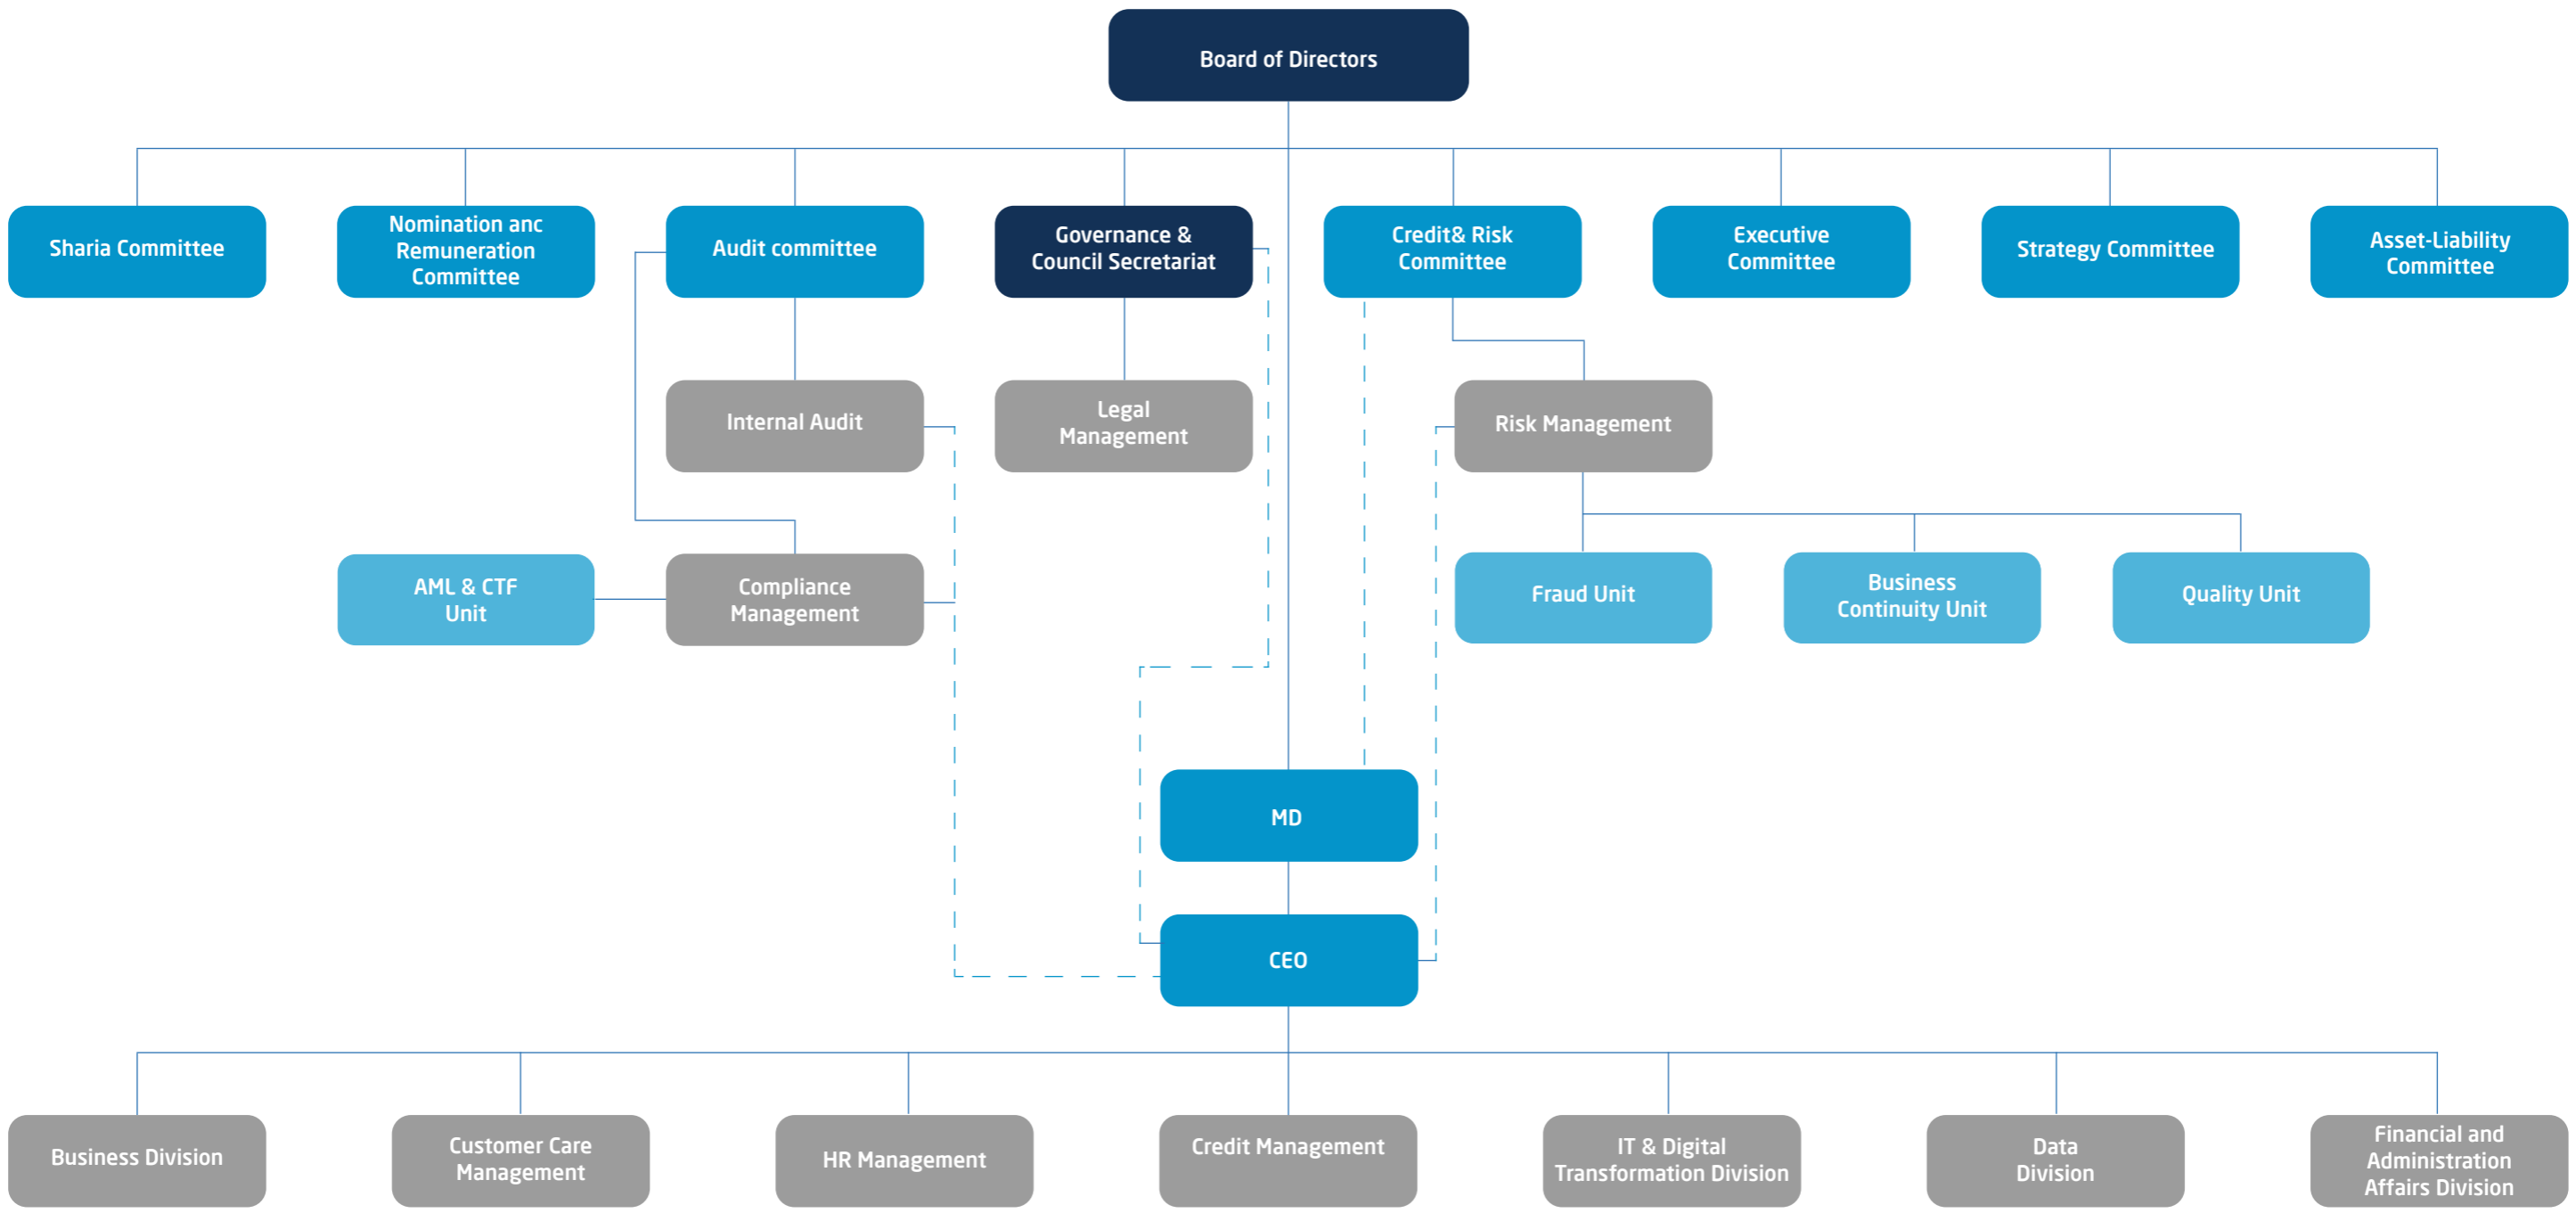 Board of Directors
Sharia Committee
Nomination anc
Remuneration
Committee
Audit committee
Governance &
Council Secretariat
Credit& Risk
Committee
Executive
Committee
Strategy Committee
Asset-Liability
Committee
Internal Audit
Legal
Management
Risk Management
AML & CTF
Unit
Compliance
Management
Fraud Unit
Business
Continuity Unit
Quality Unit
MD
CEO
Business Division
Customer Care
Management
HR Management
Credit Management
IT & Digital
Transformation Division
Data
Division
Financial and
Administration
Affairs Division